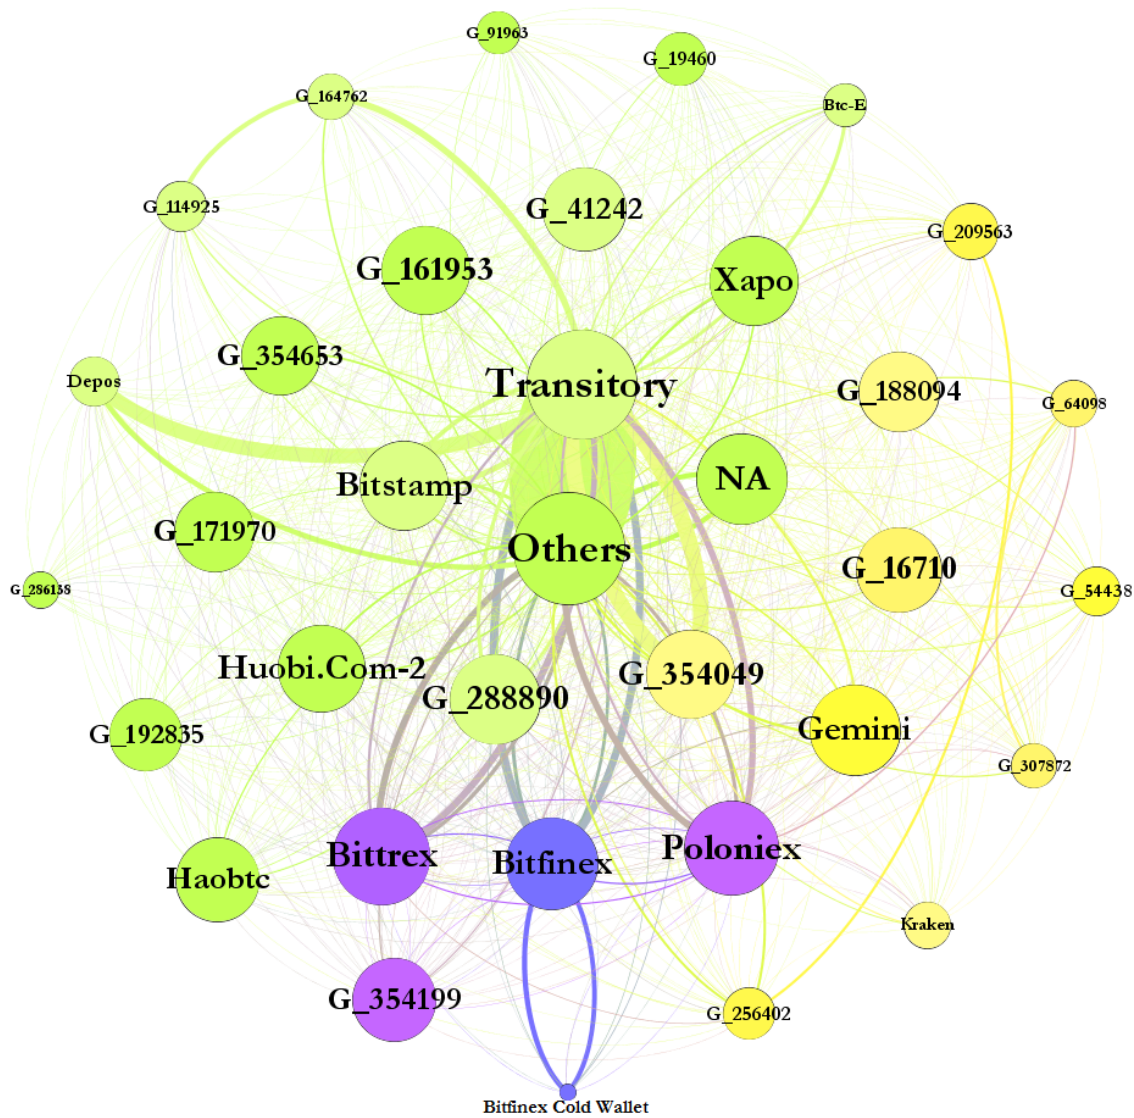 G_91963
G_19460
G_164762
Btc-E
G_114925
G_41242
G_209563
G_161953
Xapo
G_354653
Depos
Transitory
G_188094
G_64098
Bitstamp
NA
G_171970
Others
G_16710
G_286138
G_54438
Huobi.Com-2
G_354049
G_288890
Gemini
G_192835
G_307872
Bittrex
Bitfinex
Poloniex
Haobtc
Kraken
G_354199
G_256402
Bitfinex Cold Wallet